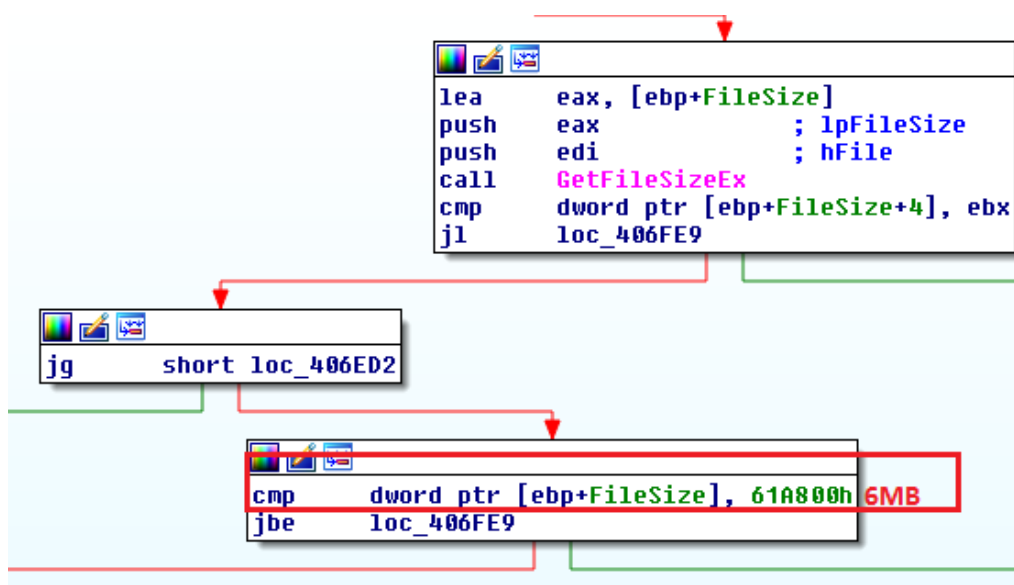 lea eax, [ebp+FileSize]
push eax ; lpFileSize
push edi ; hFile
call GetFileSizeEx
cmp dword ptr [ebp+FileSize+4], ebx
jl loc_406FE9
jg short loc_406ED2
cmp dword ptr [ebp+FileSize], 61A800h 6MB
jbe loc_406FE9